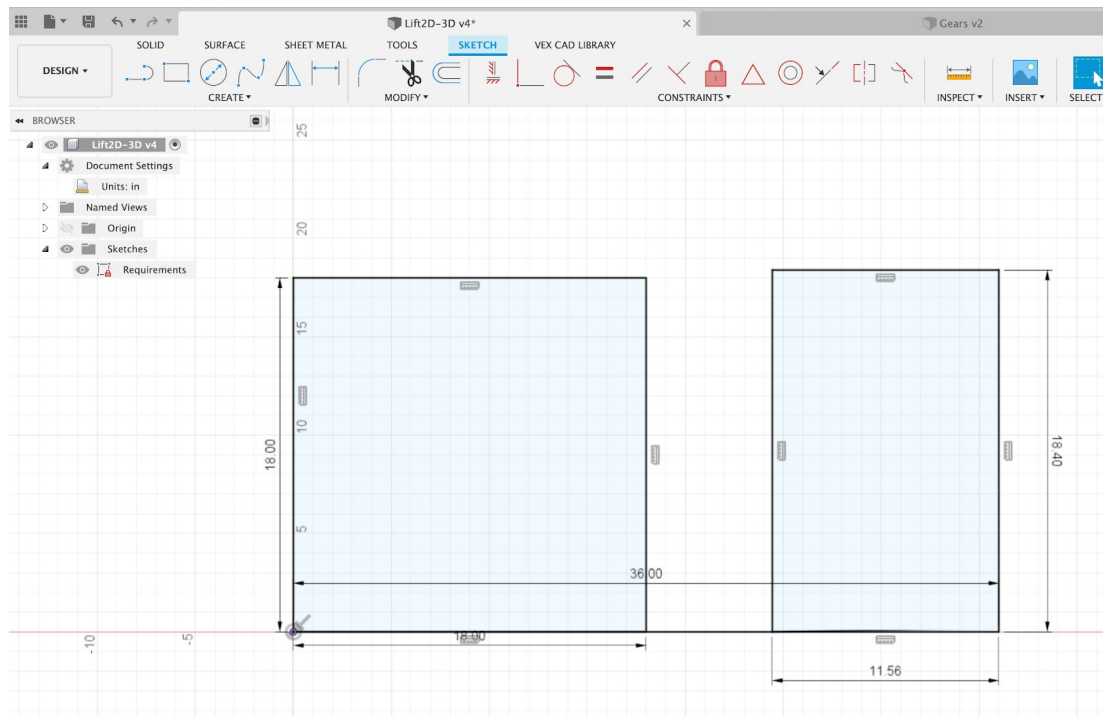 Lift2D-3D v4*
×
Gears v2
SOLID SURFACE SHEET METAL TOOLS SKETCH VEX CAD LIBRARY
DESIGN
CREATE MODIFY CONSTRAINTS INSPECT INSERT SELECT
BROWSER
Lift2D-3D v4
Document Settings
Units: in
Named Views
Origin
Sketches
Requirements
25
20
15
10
5
-5
-10
18.00
18.00
36.00
18.40
11.56